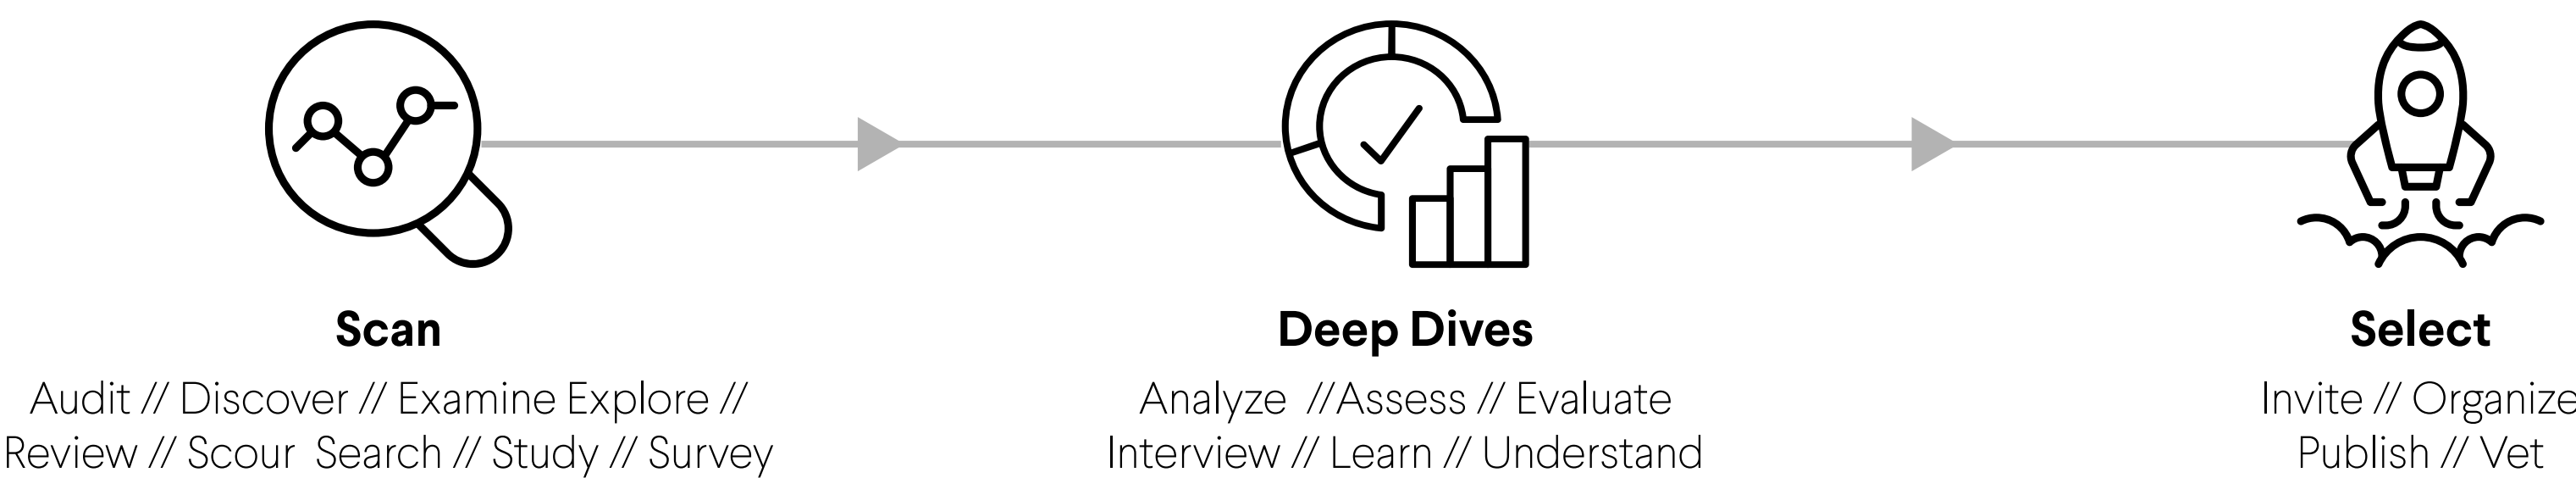 Scan
Audit // Discover // Examine Explore //
Review // Scour Search // Study // Survey
Deep Dives
Analyze //Assess // Evaluate
Interview // Learn // Understand
Select
Invite // Organize
Publish // Vet